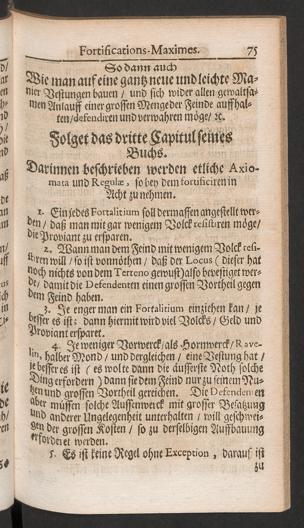 Fortifications-Maximes. 75
So dann auch
Wie man auf eine gantz neue und leichte Ma-
nier Vestungen bauen / und sich wider allen gewaltsa-
men Anlauff einer grossen Menge der Feinde auffhal-
ten/defendiren und verwahren möge/ ꝛc.
Folget das dritte Capitul seines
Buchs.
Darinnen beschrieben werden etliche Axio-
mata und Regulæ, so bey dem fortificiren in
Acht zu nehmen.
1. Ein jedes Fortalitium soll dermassen angestellt wer-
den / daß man mit gar wenigem Volck resistiren möge/
die Proviant zu ersparen.
2. Wann man dem Feind mit wenigem Volck resi-
stiren will / so ist vonnöthen / daß der Locus (dieser hat
noch nichts von dem Terreno gewust) also bevestiget wer-
de / damit die Defendenten einen grossen Vortheil gegen
dem Feind haben.
3. Je enger man ein Fortalitium einziehen kan / je
besser es ist: dann hiermit wird viel Volcks / Geld und
Proviant ersparet.
4. Je weniger Vorwerck / als Hornwerck / Rave-
lin, halber Mond / und dergleichen / eine Vestung hat /
je besser es ist (es wolte dann die äusserste Noth solche
Ding erfordern) dann sie dem Feind nur zu seinem Nu-
tzen und grossen Vortheil gereichen. Die Defendenten
aber müssen solche Aussenwerck mit grosser Besatzung
und anderer Ungelegenheit unterhalten / will geschwei-
gen der grossen Kosten / so zu derselbigen Auffbauung
erfordert werden.
5. Es ist keine Regel ohne Exception, darauf ist
zu